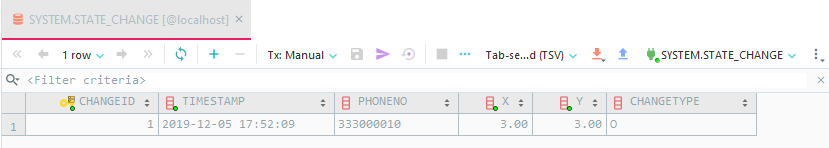 SYSTEM.STATE_CHANGE [@localhost]
1 row Tx: Manual Tab-se...d (TSV) SYSTEM.STATE_CHANGE
<Filter criteria>
CHANGEID TIMESTAMP PHONENO X Y CHANGETYPE
1 1 2019-12-05 17:52:09 333000010 3.00 3.00 O